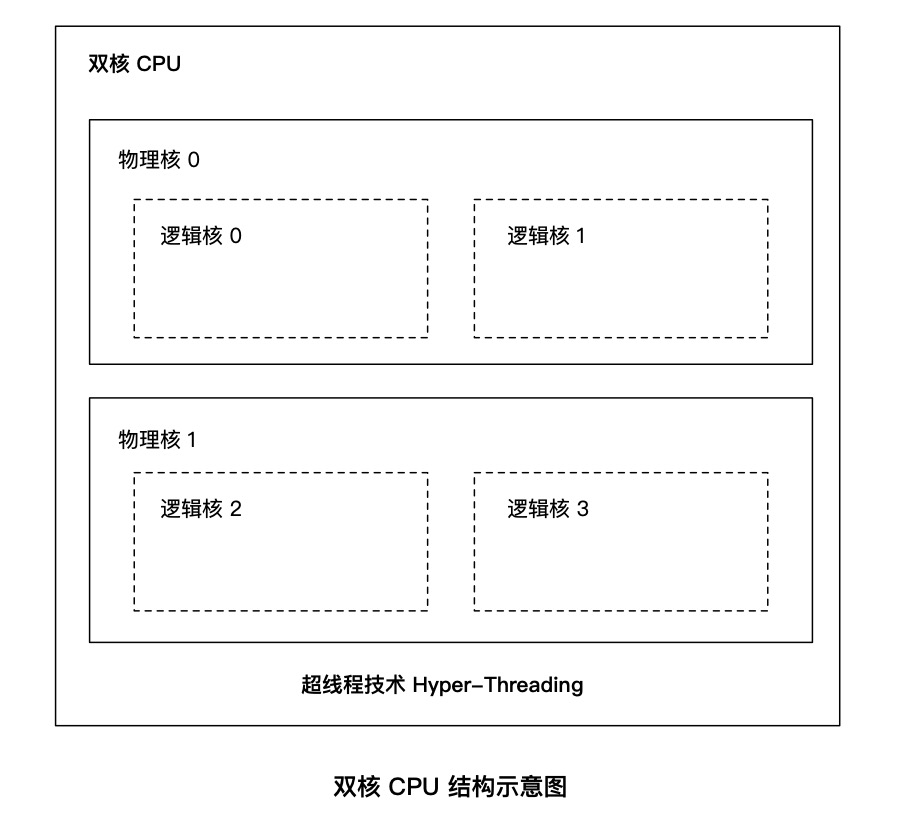 双核 CPU
物理核 0
逻辑核 0
逻辑核 1
物理核 1
逻辑核 2
逻辑核 3
超线程技术 Hyper–Threading
双核 CPU 结构示意图